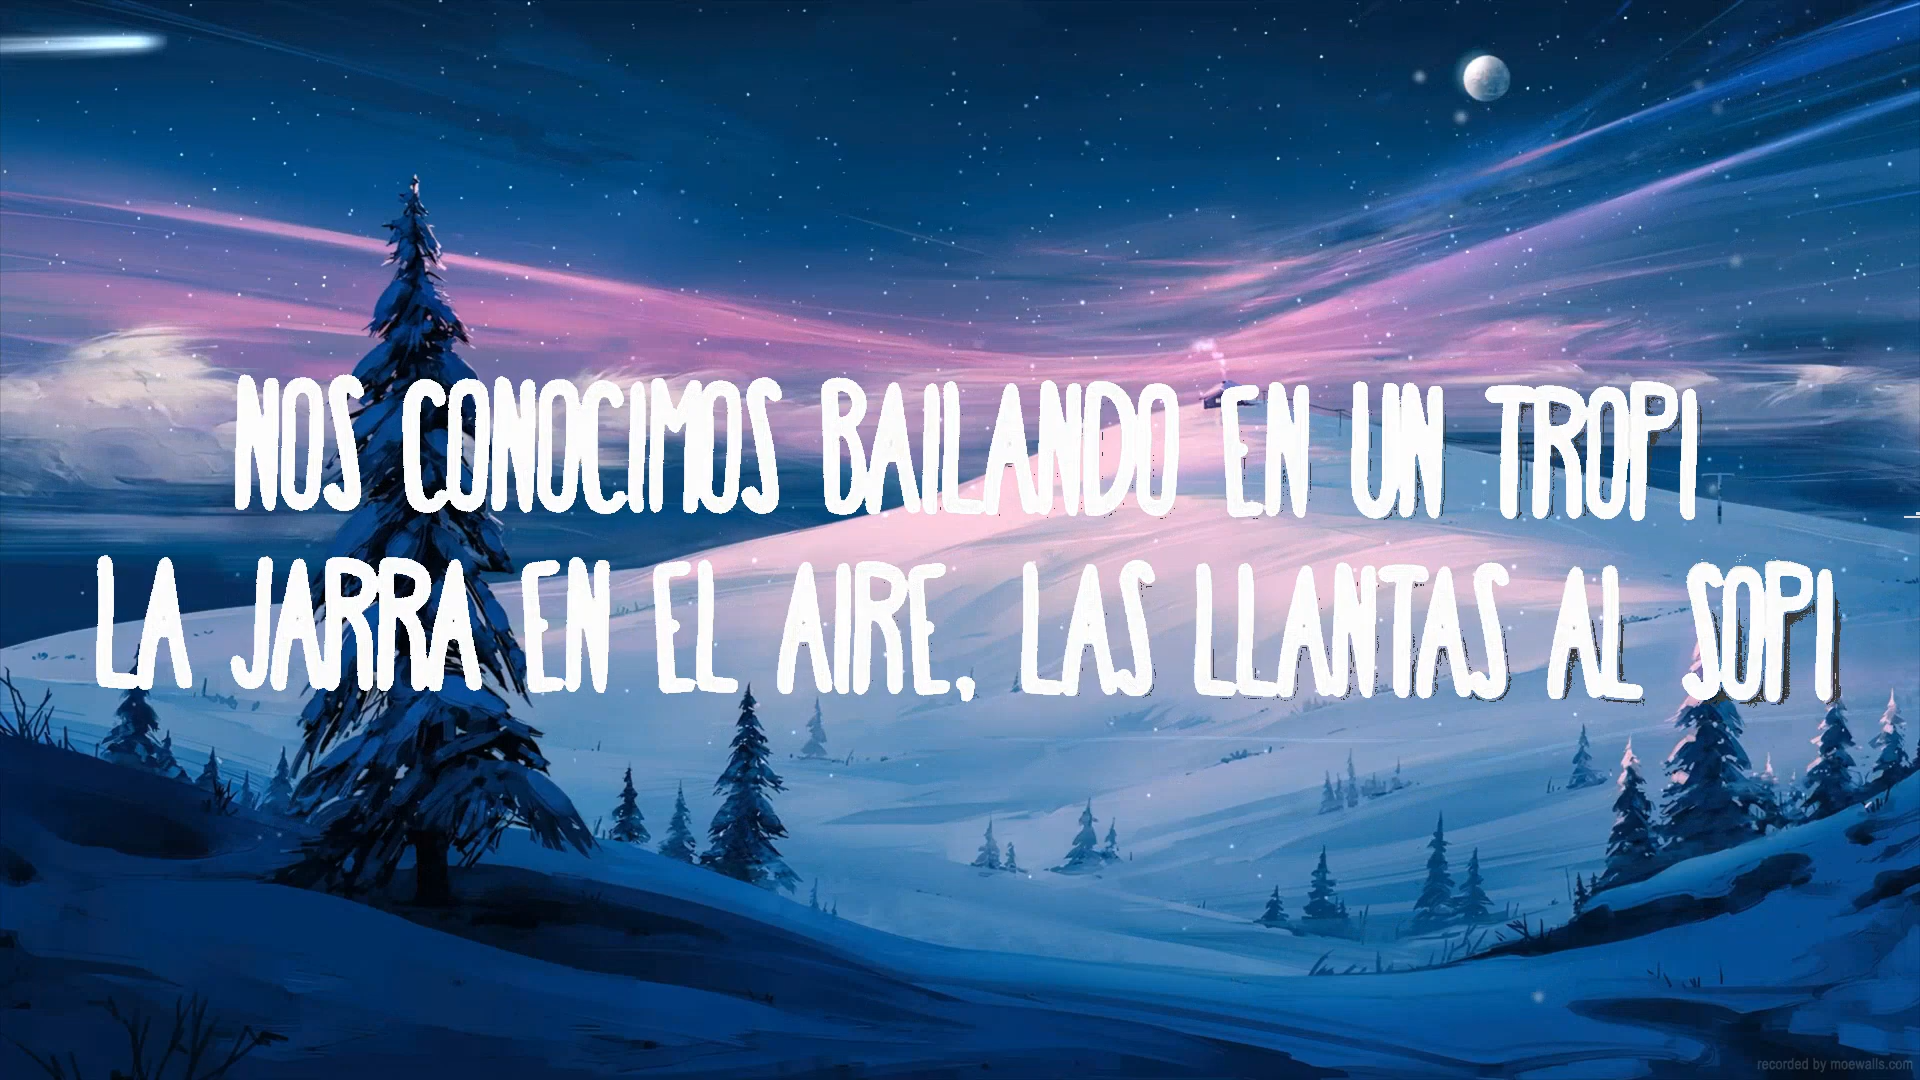 NOS CONOCIMOS BAILANDO EN UN TROPI
LA JARRA EN EL AIRE, LAS LLANTAS AL SOPI
recorded by moewalls.com